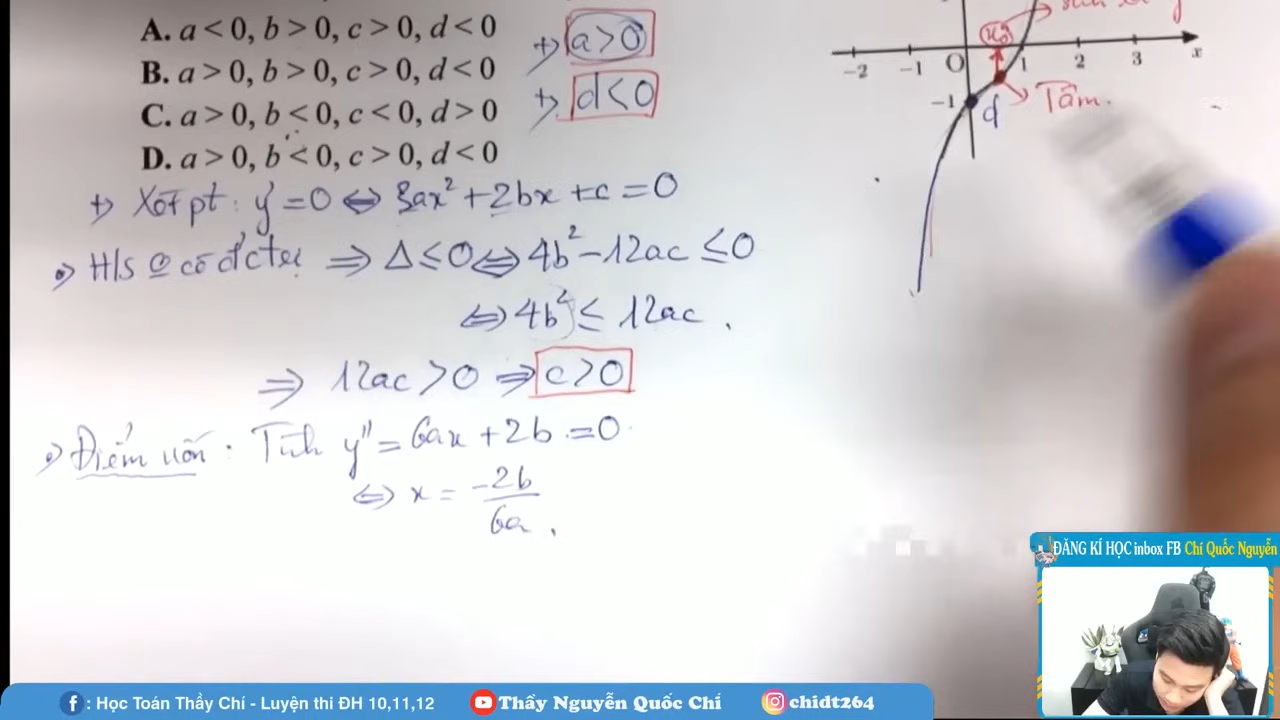 A. a < 0, b > 0, c > 0, d < 0
B. a > 0, b > 0, c > 0, d < 0
C. a > 0, b < 0, c < 0, d > 0
D. a > 0, b < 0, c > 0, d < 0
+) a > 0
+) d < 0
-2 -1 O 1 2 3 x
-1
d
Tâm.
x₀
y
+) Xét pt: y' = 0 ⇔ 3ax² + 2bx + c = 0
H/s có đ' ctrị ⇒ Δ ≤ 0 ⇔ 4b² - 12ac ≤ 0
⇔ 4b² ≤ 12ac.
⇒ 12ac > 0 ⇒ c > 0
Điểm uốn: Tính y'' = 6ax + 2b = 0
⇔ x = -2b/6a.
ĐĂNG KÍ HỌC inbox FB Chí Quốc Nguyễn
f : Học Toán Thầy Chí - Luyện thi ĐH 10,11,12
Thầy Nguyễn Quốc Chí
chidt264